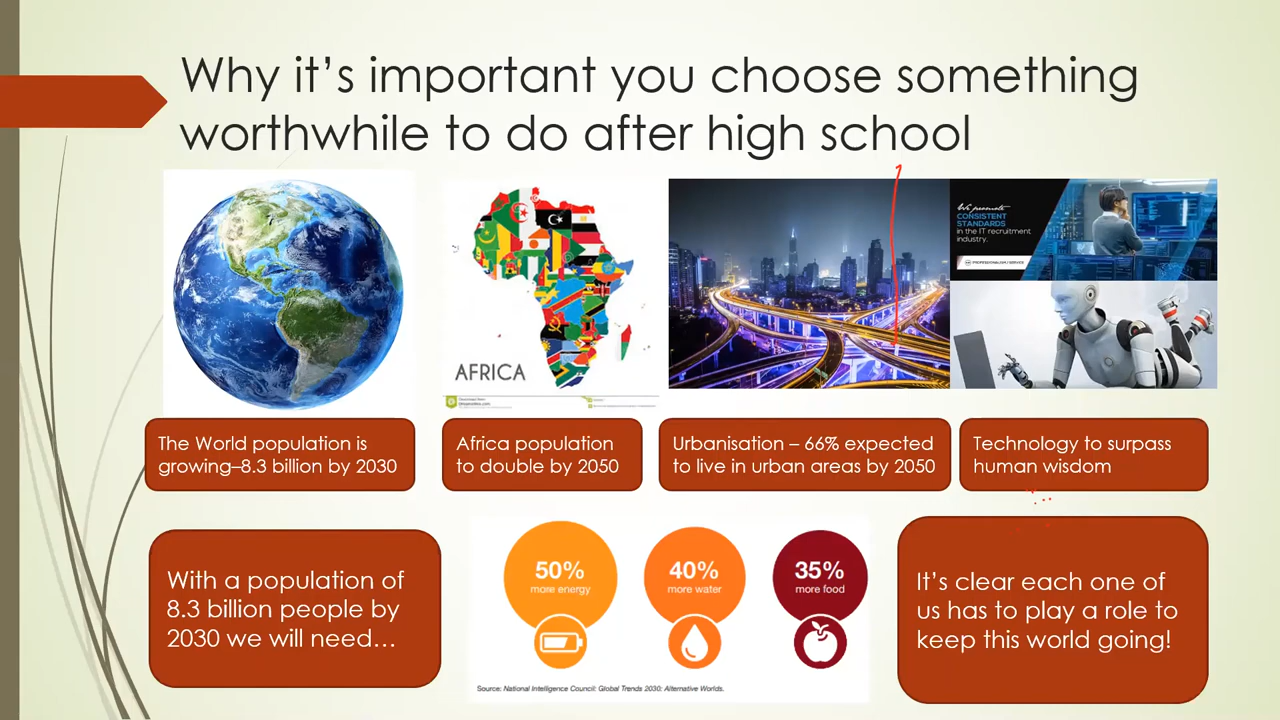 Why it's important you choose something
worthwhile to do after high school
AFRICA
We promote
CONSISTENT
STANDARDS
in the IT recruitment
industry.
The World population is
growing–8.3 billion by 2030
Africa population
to double by 2050
Urbanisation – 66% expected
to live in urban areas by 2050
Technology to surpass
human wisdom
With a population of
8.3 billion people by
2030 we will need...
50%
more energy
40%
more water
35%
more food
Source: National Intelligence Council: Global Trends 2030: Alternative Worlds.
It's clear each one of
us has to play a role to
keep this world going!